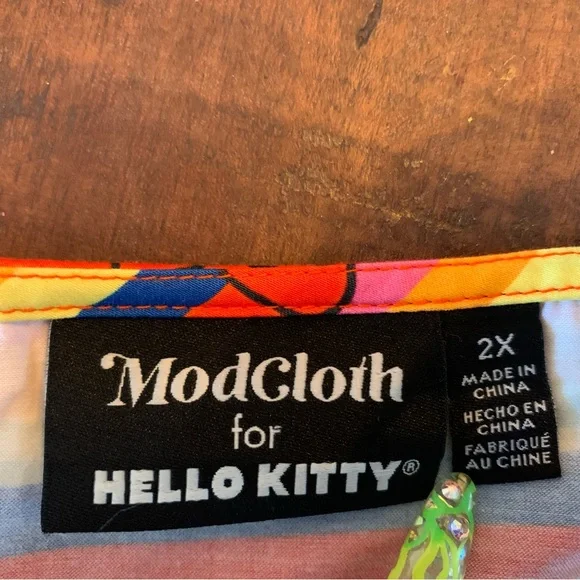 ModCloth
for
HELLO KITTY®
2X
MADE IN
CHINA
HECHO EN
CHINA
FABRIQUÉ
AU CHINE